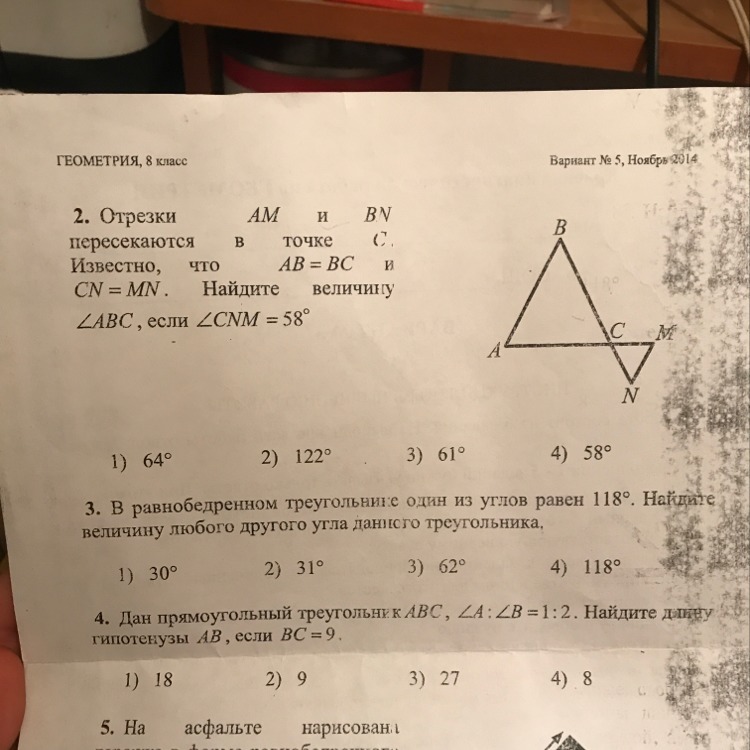 ГЕОМЕТРИЯ, 8 класс
Вариант № 5, Ноябрь 2014
2. Отрезки AM и BN
пересекаются в точке C.
Известно, что AB = BC и
CN = MN. Найдите величину
∠ABC, если ∠CNM = 58°
B
C
M
A
N
1) 64° 2) 122° 3) 61° 4) 58°
3. В равнобедренном треугольнике один из углов равен 118°. Найдите
величину любого другого угла данного треугольника.
1) 30° 2) 31° 3) 62° 4) 118°
4. Дан прямоугольный треугольник ABC, ∠A:∠B=1:2. Найдите длину
гипотенузы AB, если BC=9.
1) 18 2) 9 3) 27 4) 8
5. На асфальте нарисован